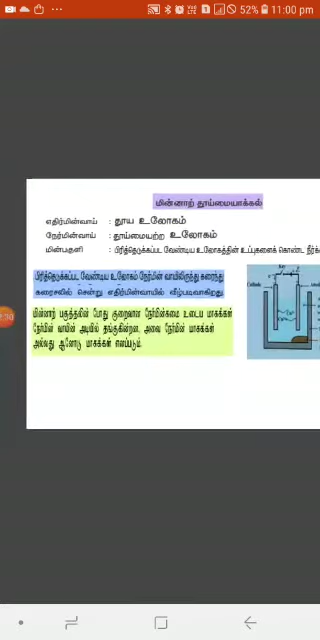 52% 11:00 pm
மின்னாற் தூய்மையாக்கல்
எதிர்மின்வாய் : தூய உலோகம்
நேர்மின்வாய் : தூய்மையற்ற உலோகம்
மின்பகுளி : பிரித்தெடுக்கப்பட வேண்டிய உலோகத்தின் உப்புகளைக் கொண்ட நீர்க்
பிரித்தெடுக்கப்பட வேண்டிய உலோகம் நேர்மின் வாயிலிருந்து கரைந்து
கரைசலில் சென்று எதிர்மின்வாயில் வீழ்படிவாகிறது.
மின்னாற் பகுத்தலின் போது குறைவான நேர்மின்சுமை உடைய மாசுக்கள்
நேர்மின் வாயின் அடியில் தங்குகின்றன. அவை நேர்மின் மாசுக்கள்
அல்லது ஆனோடு மாசுக்கள் எனப்படும்.